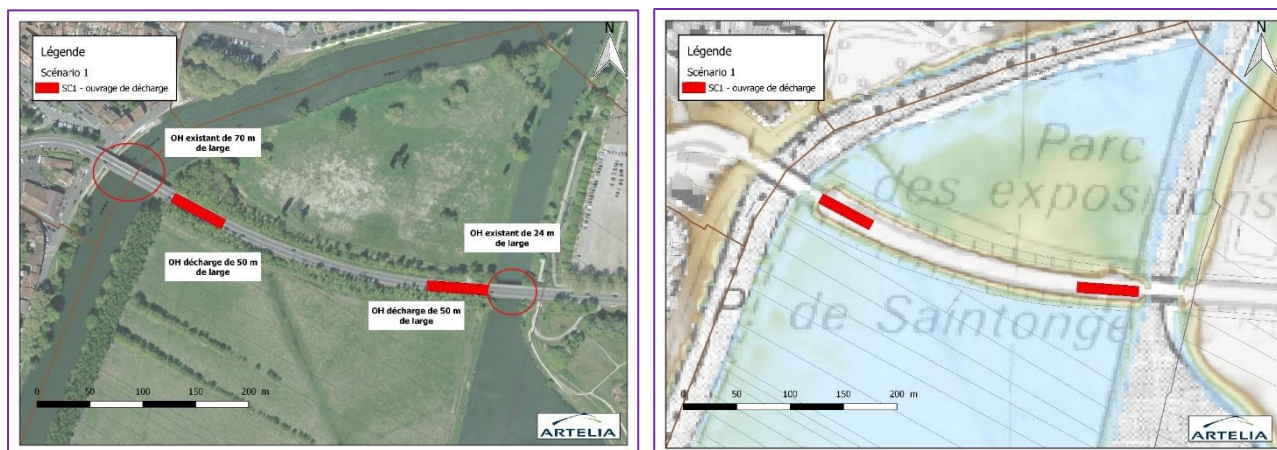 Légende
Scénario 1
SC1 - ouvrage de décharge
N
OH existant de 70 m
de large
OH existant de 24 m
de large
OH décharge de 50 m
de large
OH décharge de 50 m
de large
0 50 100 150 200 m
ARTELIA
Légende
Scénario 1
SC1 - ouvrage de décharge
N
Parc
des expositions
de Saintonge
0 50 100 150 200 m
ARTELIA